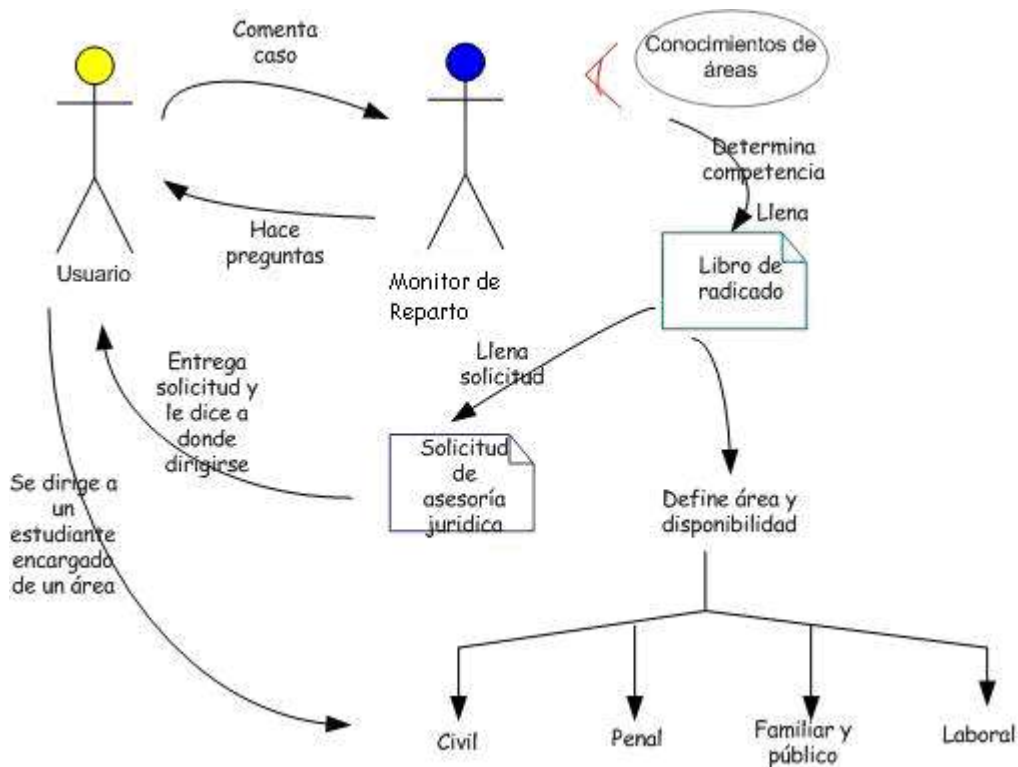 Comenta
caso
Conocimientos de
áreas
Determina
competencia
Llena
Hace
preguntas
Usuario
Monitor de
Reparto
Libro de
radicado
Llena
solicitud
Entrega
solicitud y
le dice a
donde
dirigirse
Solicitud
de
asesoría
juridica
Se dirige a
un
estudiante
encargado
de un área
Define área y
disponibilidad
Civil
Penal
Familiar y
público
Laboral